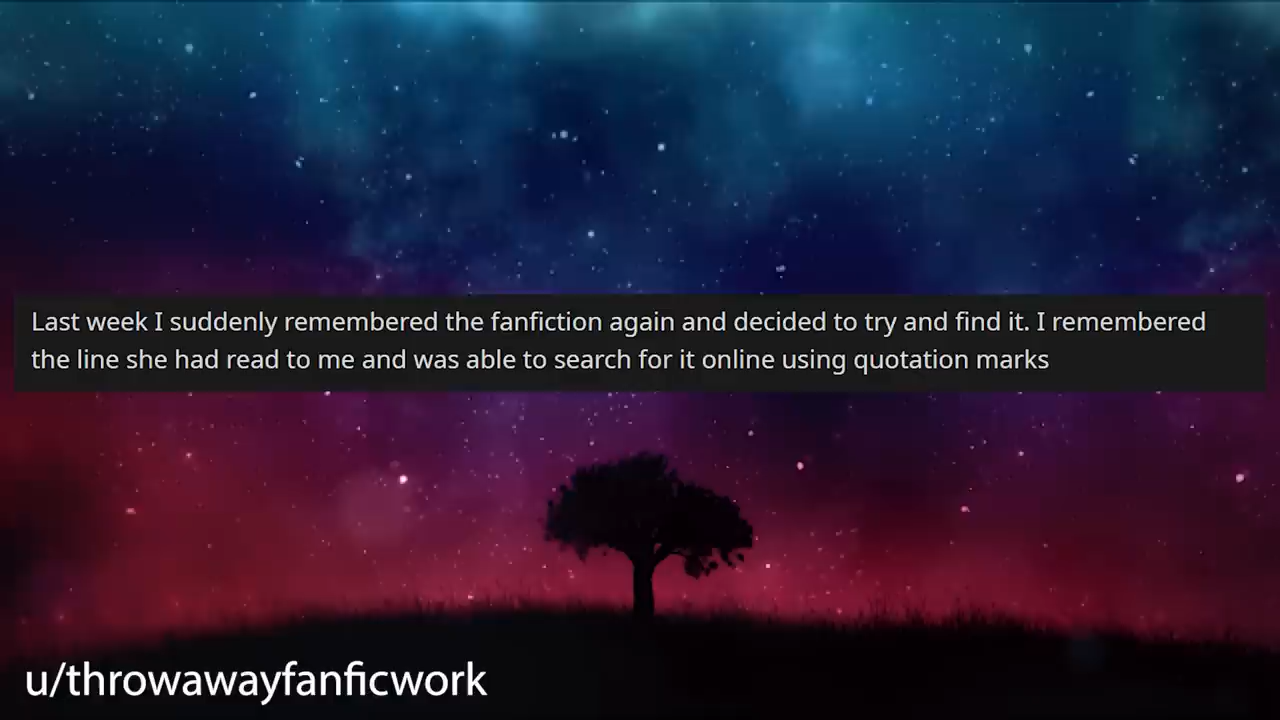 Last week I suddenly remembered the fanfiction again and decided to try and find it. I remembered
the line she had read to me and was able to search for it online using quotation marks
u/throwawayfanficwork